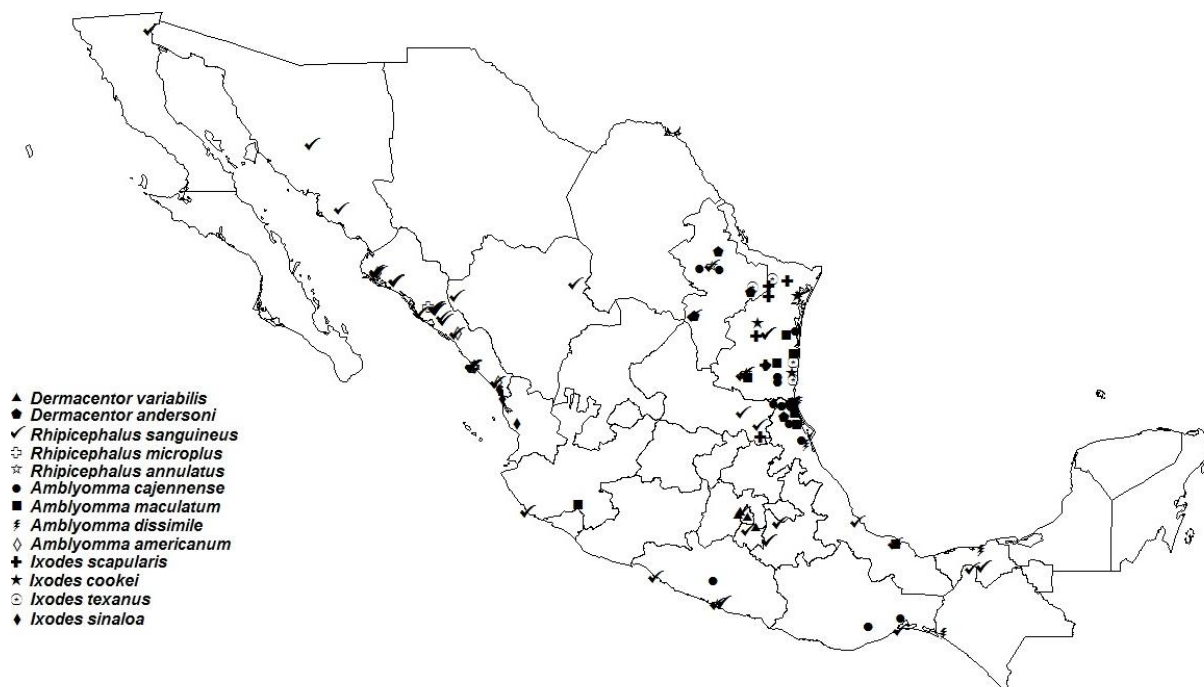 Dermacentor variabilis
Dermacentor andersoni
Rhipicephalus sanguineus
Rhipicephalus microplus
Rhipicephalus annulatus
Amblyomma cajennense
Amblyomma maculatum
Amblyomma dissimile
Amblyomma americanum
Ixodes scapularis
Ixodes cookei
Ixodes texanus
Ixodes sinaloa